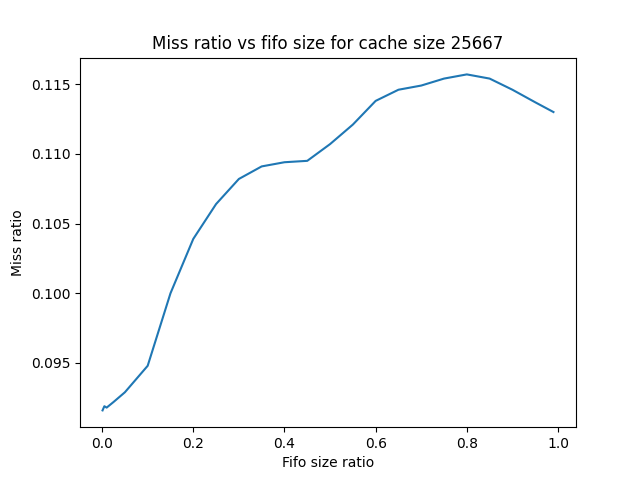 Miss ratio vs fifo size for cache size 25667
0.115
0.110
0.105
0.100
0.095
Miss ratio
0.0 0.2 0.4 0.6 0.8 1.0
Fifo size ratio